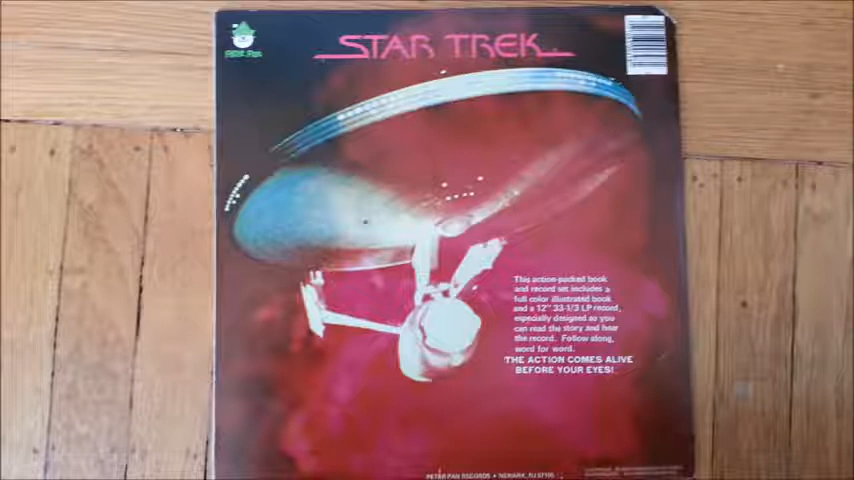 STAR TREK
This action-packed book
and record set includes a
full color illustrated book
and a 12" 33-1/3 LP record,
especially designed so you
can read the story and hear
the record. Follow along,
word for word.
THE ACTION COMES ALIVE
BEFORE YOUR EYES!
PETER PAN RECORDS • NEWARK, NJ